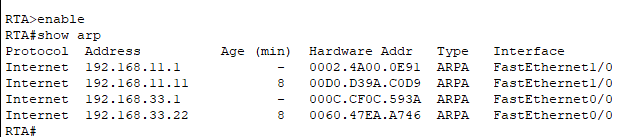 RTA>enable
RTA#show arp
Protocol  Address          Age (min)  Hardware Addr   Type   Interface
Internet  192.168.11.1            -   0002.4A00.0E91  ARPA   FastEthernet1/0
Internet  192.168.11.11           8   00D0.D39A.C0D9  ARPA   FastEthernet1/0
Internet  192.168.33.1            -   000C.CF0C.593A  ARPA   FastEthernet0/0
Internet  192.168.33.22           8   0060.47EA.A746  ARPA   FastEthernet0/0
RTA#